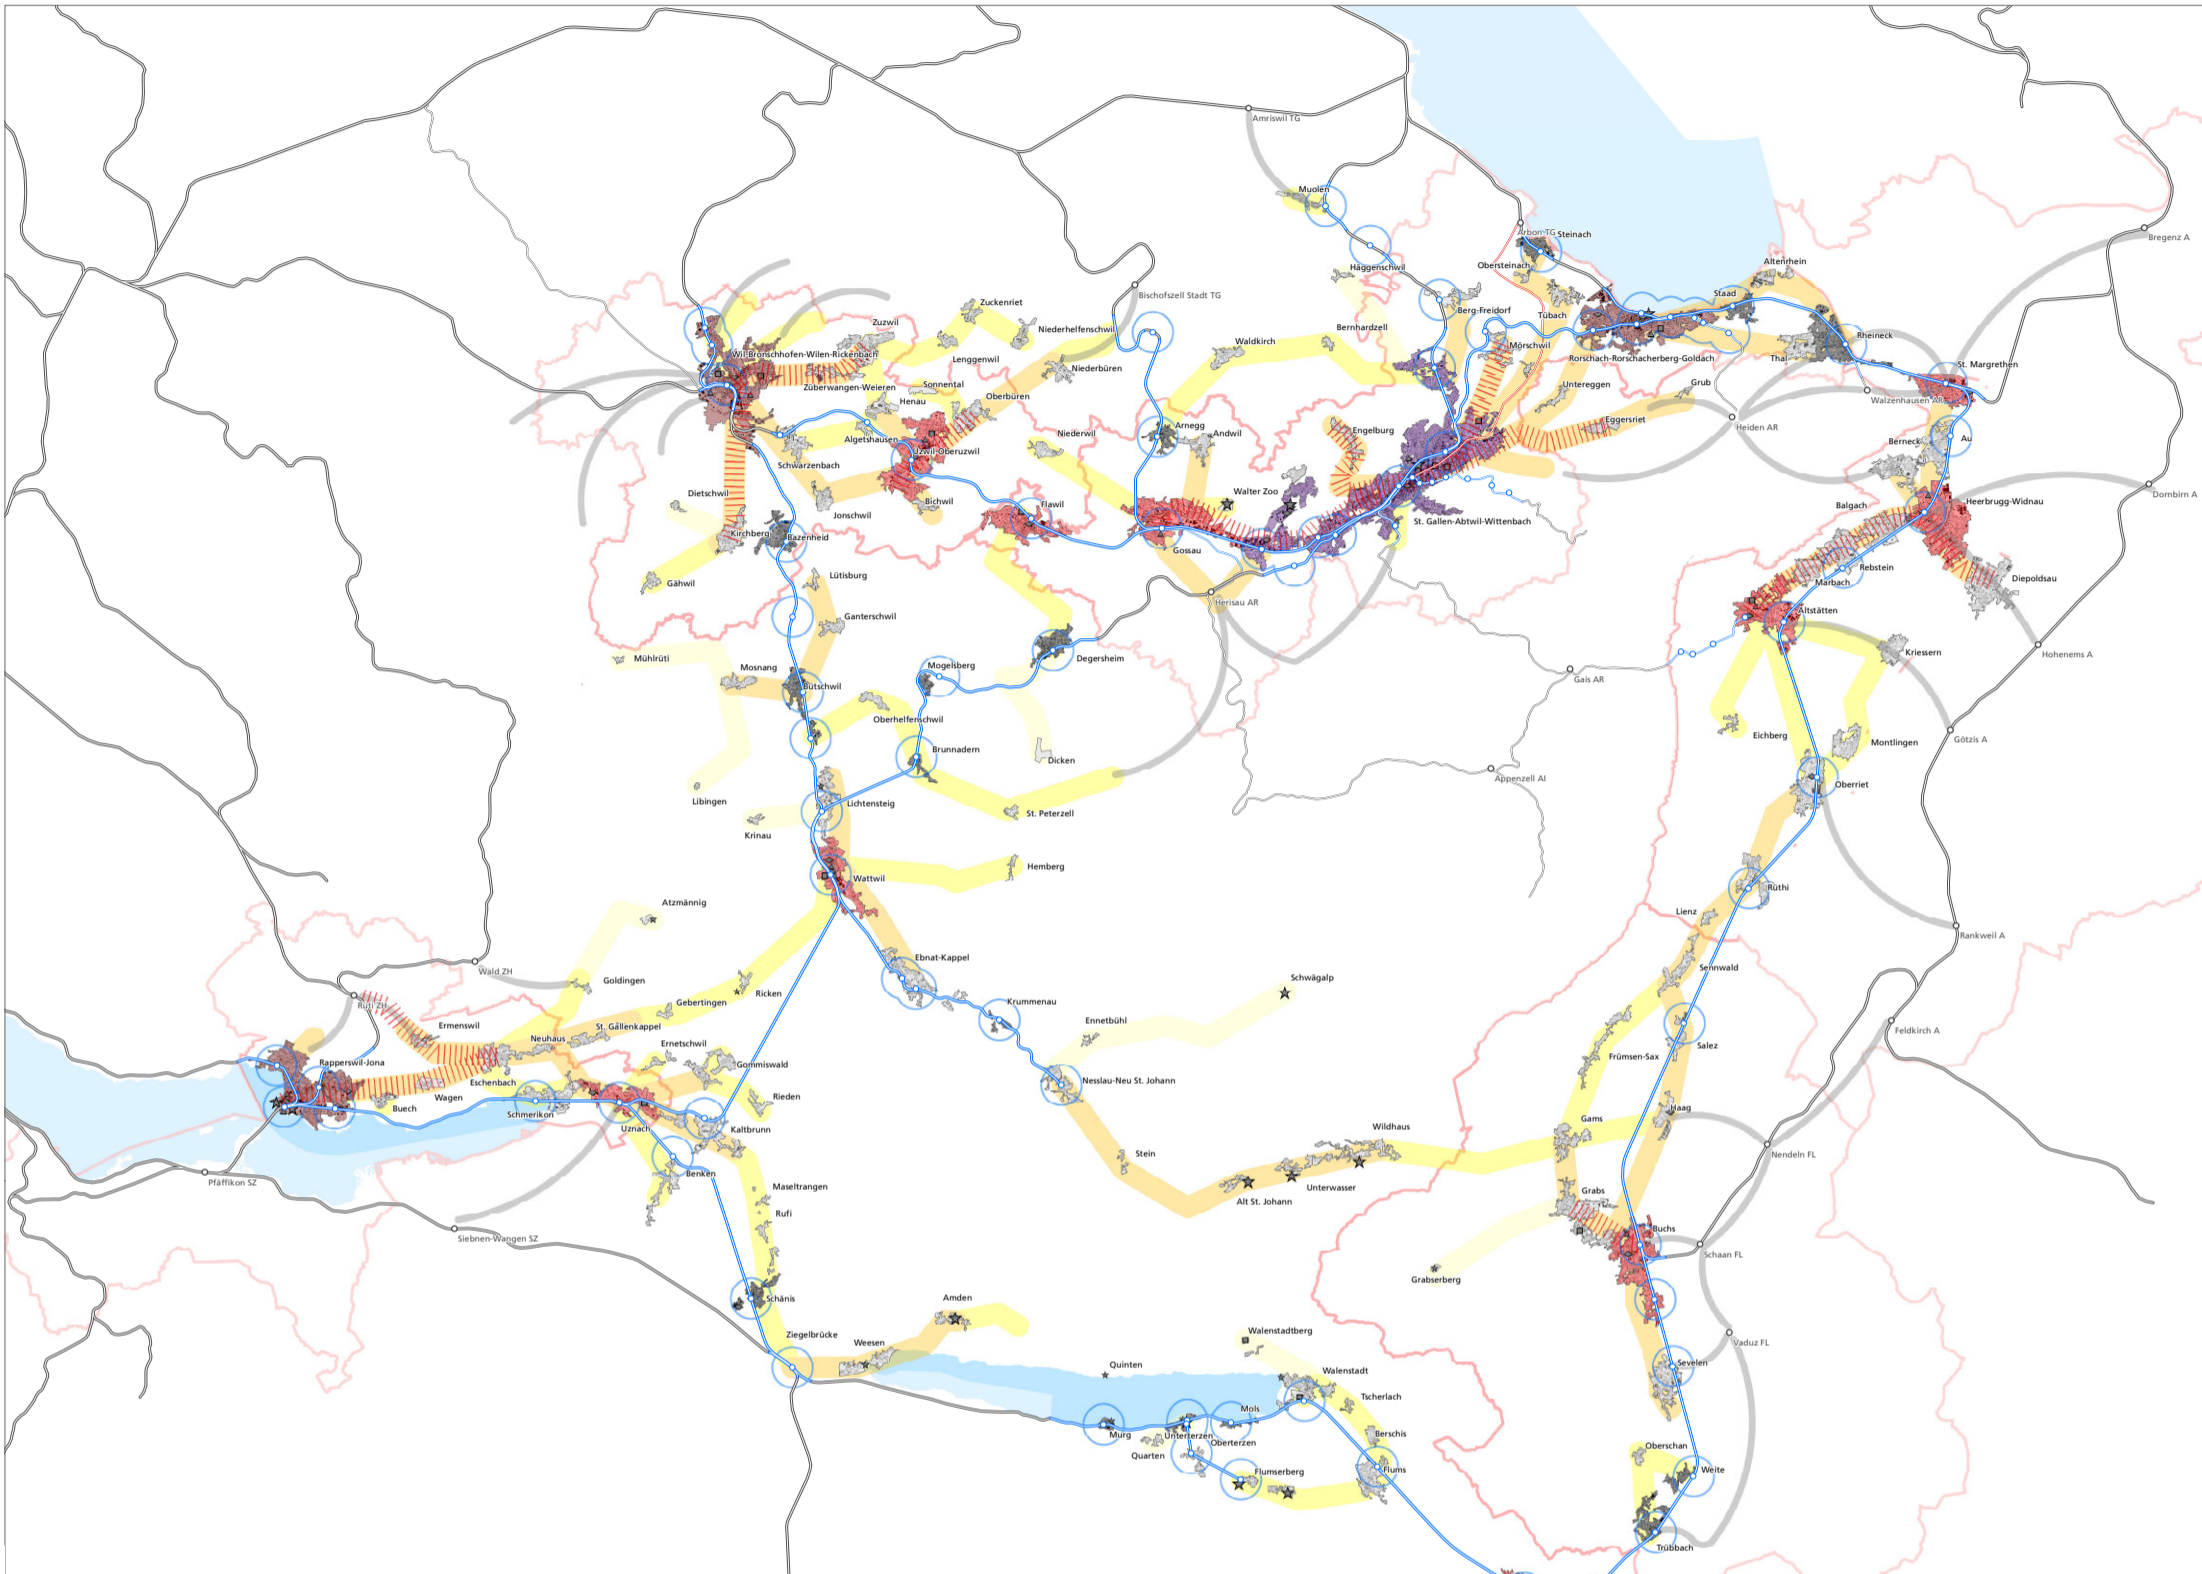 Amriswil TG
Muolen
Arbon TG
Steinach
Bregenz A
Häggenschwil
Obersteinach
Altenrhein
Bischofszell Stadt TG
Zuckenriet
Staad
Berg-Freidorf
Tübach
Niederhelfenschwil
Bernhardzell
Zuzwil
Waldkirch
Mörschwil
Rheineck
Wil-Bronschhofen-Wilen-Rickenbach
Lenggenwil
Rorschach-Rorschacherberg-Goldach
Thal
St. Margrethen
Niederbüren
Züberwangen-Weieren
Sonnental
Untereggen
Grub
Oberbüren
Henau
Walzenhausen AR
Eggersriet
Heiden AR
Arnegg
Andwil
Engelburg
Niederwil
Algetshausen
Berneck
Au
Uzwil-Oberuzwil
Schwarzenbach
Dietschwil
Walter Zoo
Dornbirn A
Jonschwil
Bichwil
Flawil
Balgach
Heerbrugg-Widnau
St. Gallen-Abtwil-Wittenbach
Kirchberg
Bazenheid
Gossau
Rebstein
Lütisburg
Gähwil
Marbach
Diepoldsau
Herisau AR
Altstätten
Ganterschwil
Mühlrüti
Mosnang
Mogelsberg
Degersheim
Kriessern
Hohenems A
Gais AR
Bütschwil
Oberhelfenschwil
Eichberg
Montlingen
Götzis A
Brunnadern
Dicken
Appenzell AI
Oberriet
Libingen
Lichtensteig
St. Peterzell
Krinau
Hemberg
Wattwil
Rüthi
Atzmännig
Lienz
Rankweil A
Ebnat-Kappel
Wald ZH
Sennwald
Goldingen
Schwägalp
Ricken
Gebertingen
Krummenau
Rüti ZH
Ermenswil
St. Gallenkappel
Ennetbühl
Feldkirch A
Neuhaus
Salez
Ernetschwil
Frümsen-Sax
Rapperswil-Jona
Gommiswald
Nesslau-Neu St. Johann
Eschenbach
Wagen
Rieden
Buech
Schmerikon
Haag
Gams
Uznach
Kaltbrunn
Wildhaus
Stein
Nendeln FL
Benken
Pfäffikon SZ
Maseltrangen
Unterwasser
Grabs
Alt St. Johann
Rufi
Buchs
Siebnen-Wangen SZ
Schaan FL
Grabserberg
Schänis
Amden
Ziegelbrücke
Walenstadtberg
Weesen
Vaduz FL
Quinten
Sevelen
Walenstadt
Tscherlach
Mols
Murg
Unterterzen
Berschis
Oberterzen
Quarten
Oberschan
Flumserberg
Flums
Weite
Trübbach